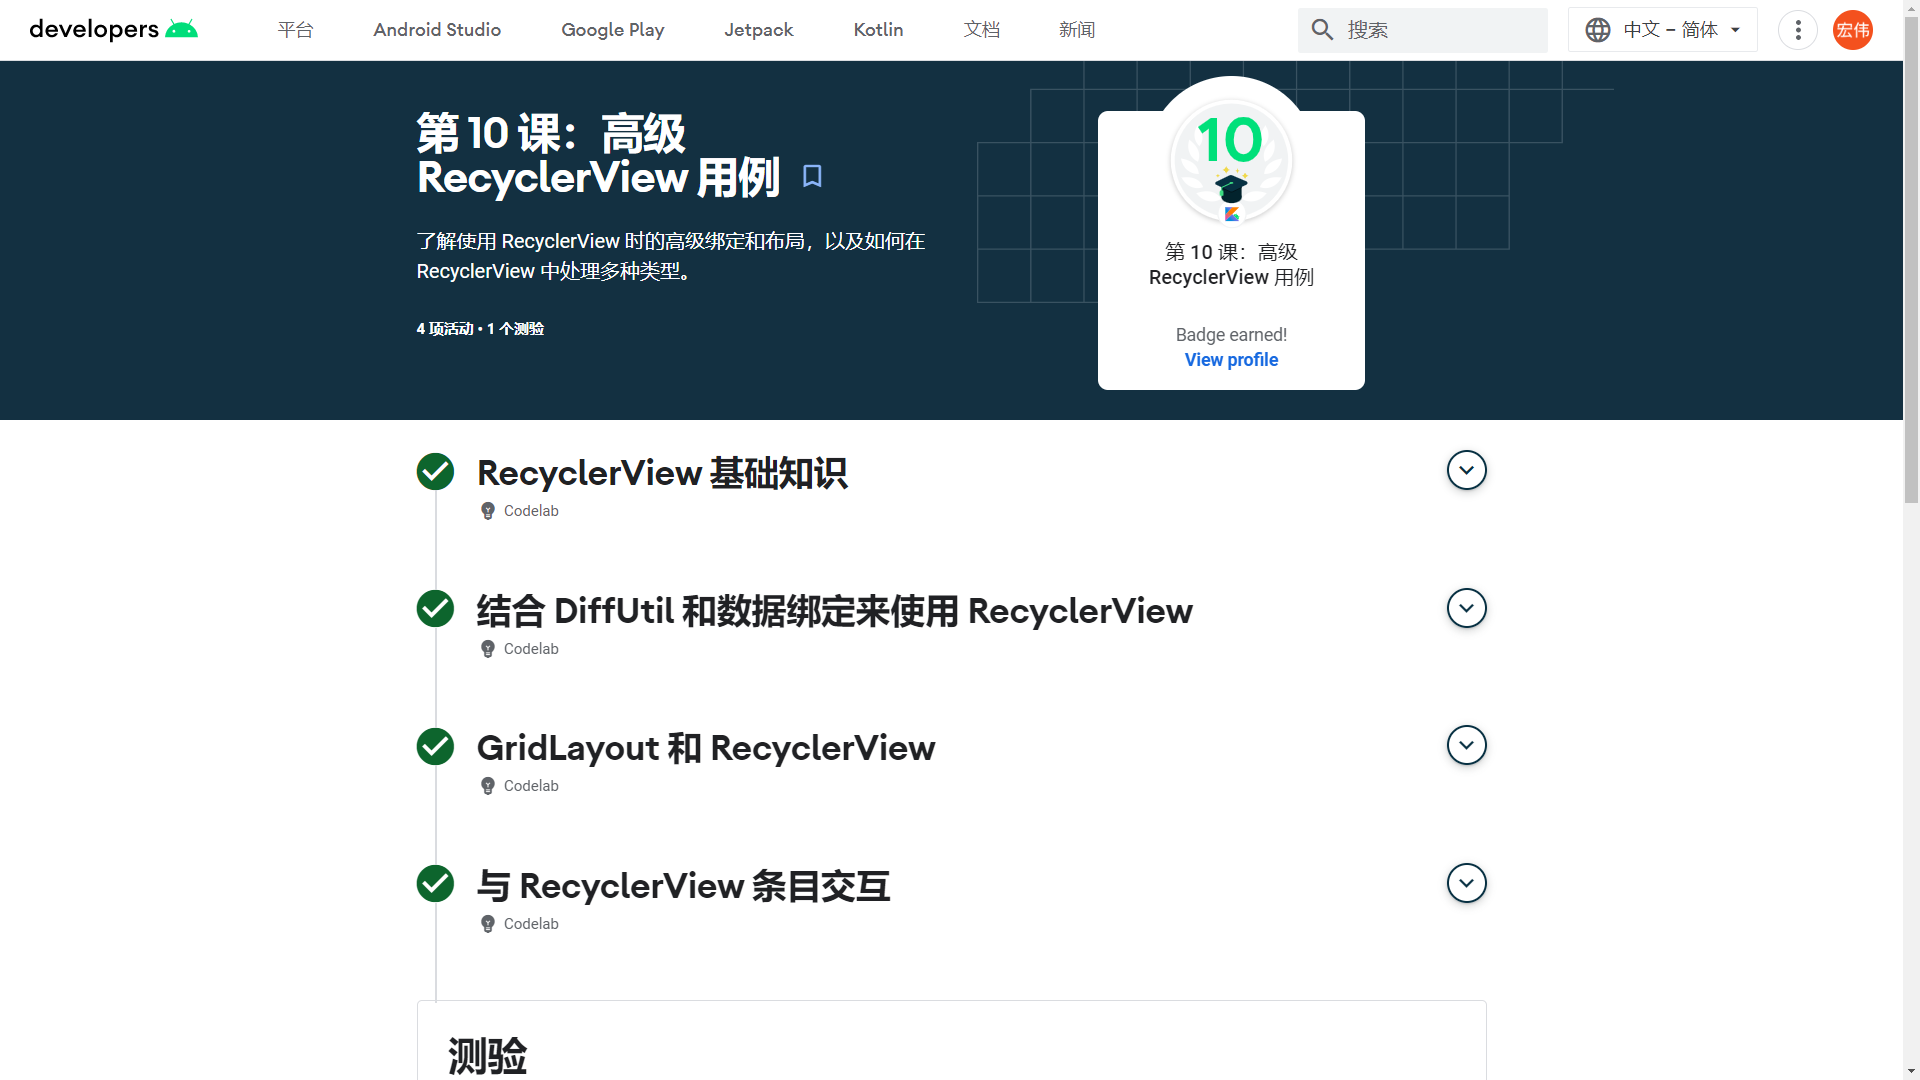 developers
平台
Android Studio
Google Play
Jetpack
Kotlin
文档
新闻
搜索
中文 – 简体
宏伟
第 10 课：高级
RecyclerView 用例
了解使用 RecyclerView 时的高级绑定和布局，以及如何在
RecyclerView 中处理多种类型。
4 项活动 • 1 个测验
10
第 10 课：高级
RecyclerView 用例
Badge earned!
View profile
RecyclerView 基础知识
Codelab
结合 DiffUtil 和数据绑定来使用 RecyclerView
Codelab
GridLayout 和 RecyclerView
Codelab
与 RecyclerView 条目交互
Codelab
测验